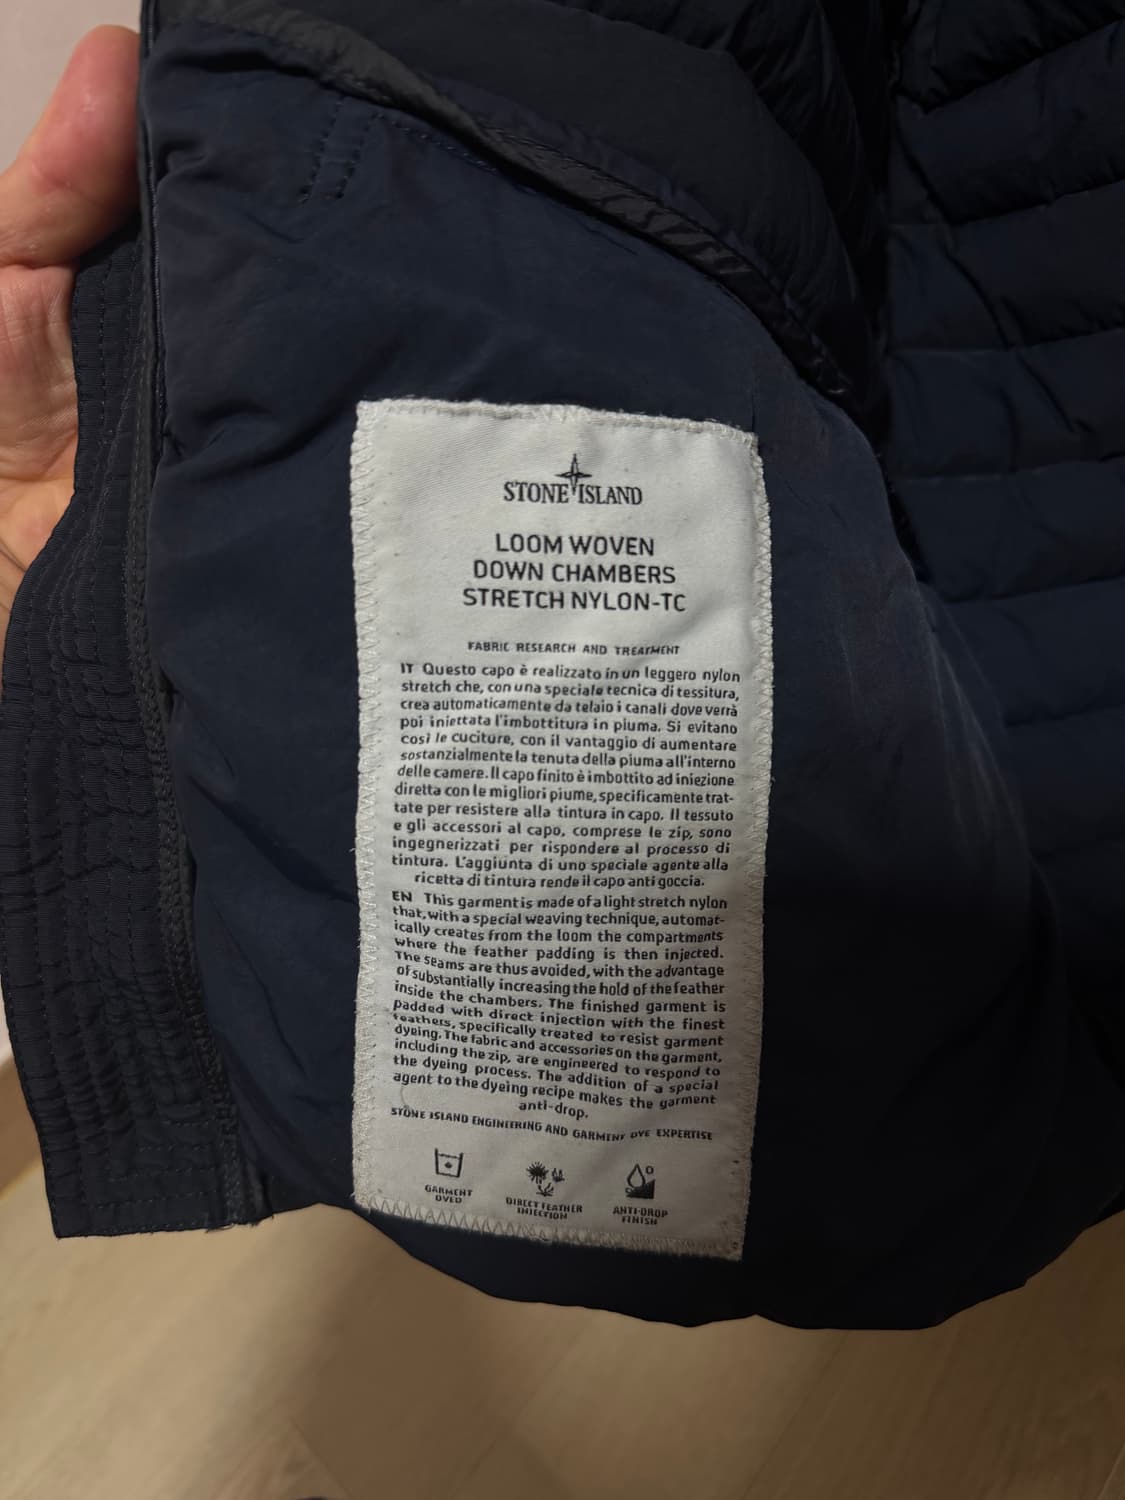 STONE ISLAND
LOOM WOVEN
DOWN CHAMBERS
STRETCH NYLON-TC
FABRIC RESEARCH AND TREATMENT
IT Questo capo è realizzato in un leggero nylon
stretch che, con una speciale tecnica di tessitura,
crea automaticamente da telaio i canali dove verrà
poi iniettata l'imbottitura in piuma. Si evitano
così le cuciture, con il vantaggio di aumentare
sostanzialmente la tenuta della piuma all'interno
delle camere. Il capo finito è imbottito ad iniezione
diretta con le migliori piume, specificamente trat-
tate per resistere alla tintura in capo. Il tessuto
e gli accessori al capo, comprese le zip, sono
ingegnerizzati per rispondere al processo di
tintura. L'aggiunta di uno speciale agente alla
ricetta di tintura rende il capo anti goccia.
EN This garment is made of a light stretch nylon
that, with a special weaving technique, automat-
ically creates from the loom the compartments
where the feather padding is then injected.
The seams are thus avoided, with the advantage
of substantially increasing the hold of the feather
inside the chambers. The finished garment is
padded with direct injection with the finest
feathers, specifically treated to resist garment
dyeing. The fabric and accessories on the garment,
including the zip, are engineered to respond to
the dyeing process. The addition of a special
agent to the dyeing recipe makes the garment
anti-drop.
STONE ISLAND ENGINEERING AND GARMENT DYE EXPERTISE
GARMENT
DYED
DIRECT FEATHER
INJECTION
ANTI-DROP
FINISH